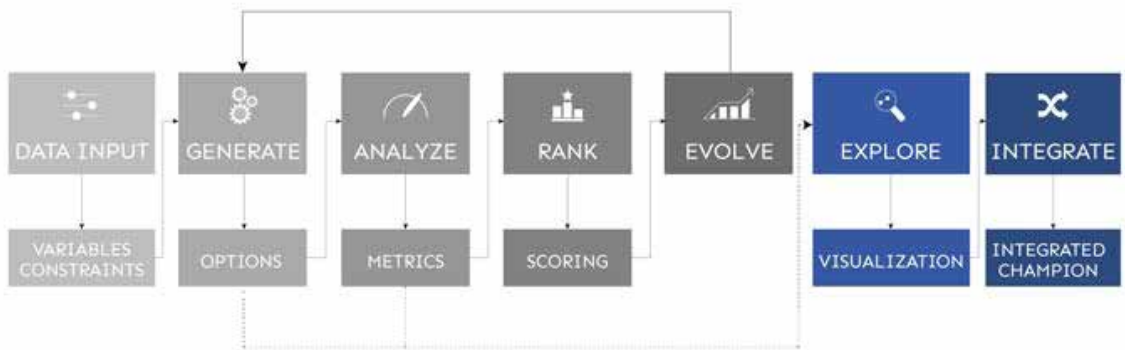 DATA INPUT
GENERATE
ANALYZE
RANK
EVOLVE
EXPLORE
INTEGRATE
VARIABLES
CONSTRAINTS
OPTIONS
METRICS
SCORING
VISUALIZATION
INTEGRATED
CHAMPION